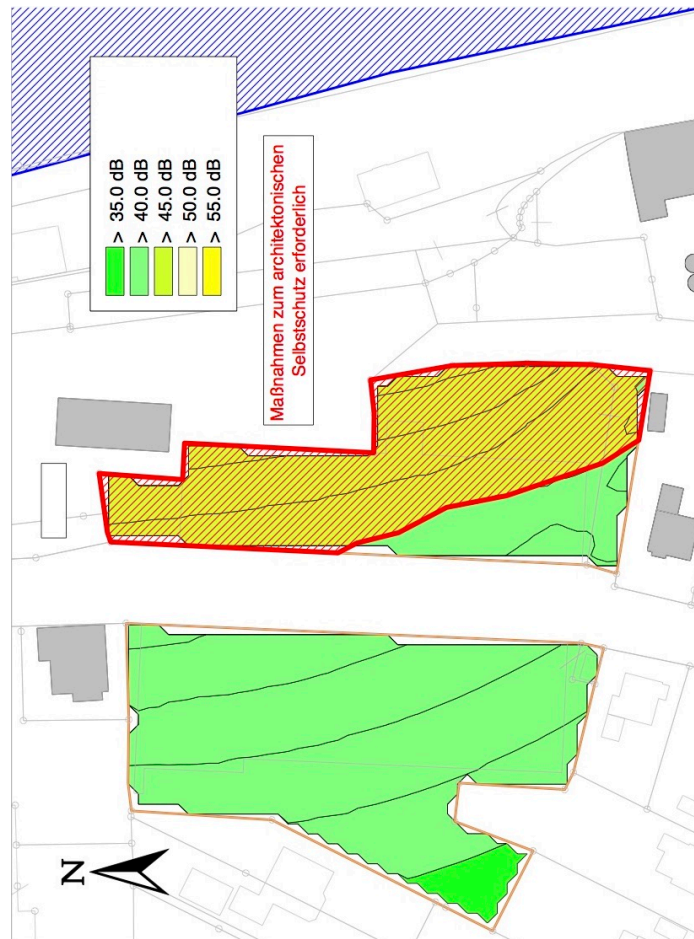 > 35.0 dB
> 40.0 dB
> 45.0 dB
> 50.0 dB
> 55.0 dB
Maßnahmen zum architektonischen
Selbstschutz erforderlich
N